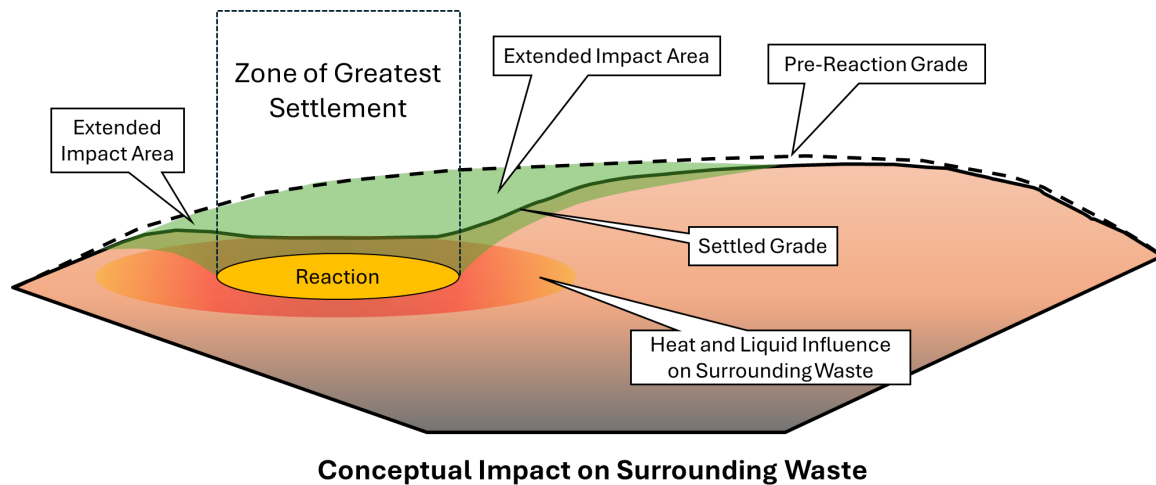 Zone of Greatest
Settlement
Extended Impact Area
Pre-Reaction Grade
Extended
Impact Area
Settled Grade
Reaction
Heat and Liquid Influence
on Surrounding Waste
Conceptual Impact on Surrounding Waste